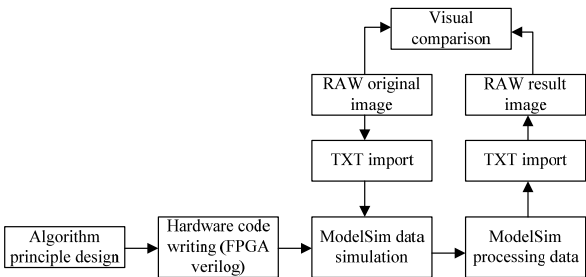 Visual
comparison
RAW original
image
RAW result
image
TXT import
TXT import
Algorithm
principle design
Hardware code
writing (FPGA
verilog)
ModelSim data
simulation
ModelSim
processing data